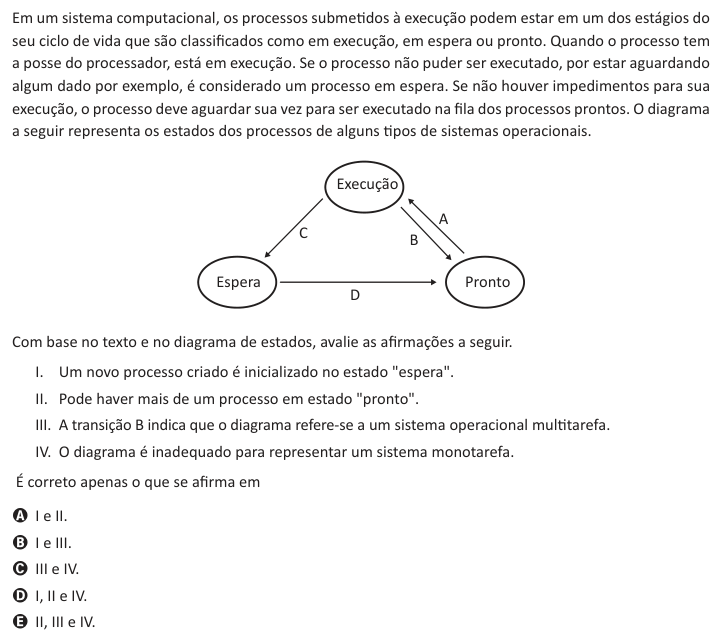 Em um sistema computacional, os processos submetidos à execução podem estar em um dos estágios do
seu ciclo de vida que são classificados como em execução, em espera ou pronto. Quando o processo tem
a posse do processador, está em execução. Se o processo não puder ser executado, por estar aguardando
algum dado por exemplo, é considerado um processo em espera. Se não houver impedimentos para sua
execução, o processo deve aguardar sua vez para ser executado na fila dos processos prontos. O diagrama
a seguir representa os estados dos processos de alguns tipos de sistemas operacionais.
Execução
A
C
B
Espera
Pronto
D
Com base no texto e no diagrama de estados, avalie as afirmações a seguir.
I. Um novo processo criado é inicializado no estado "espera".
II. Pode haver mais de um processo em estado "pronto".
III. A transição B indica que o diagrama refere-se a um sistema operacional multitarefa.
IV. O diagrama é inadequado para representar um sistema monotarefa.
É correto apenas o que se afirma em
A I e II.
B I e III.
C III e IV.
D I, II e IV.
E II, III e IV.